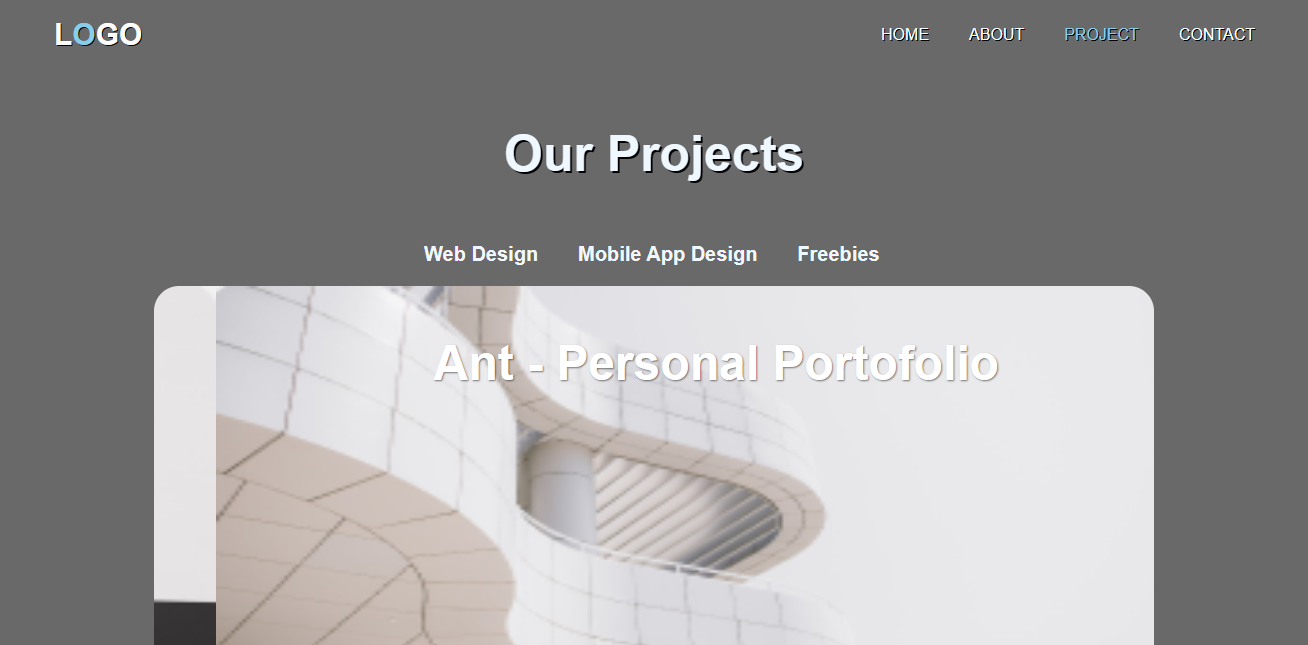 LOGO
HOME ABOUT PROJECT CONTACT
Our Projects
Web Design Mobile App Design Freebies
Ant - Personal Portofolio